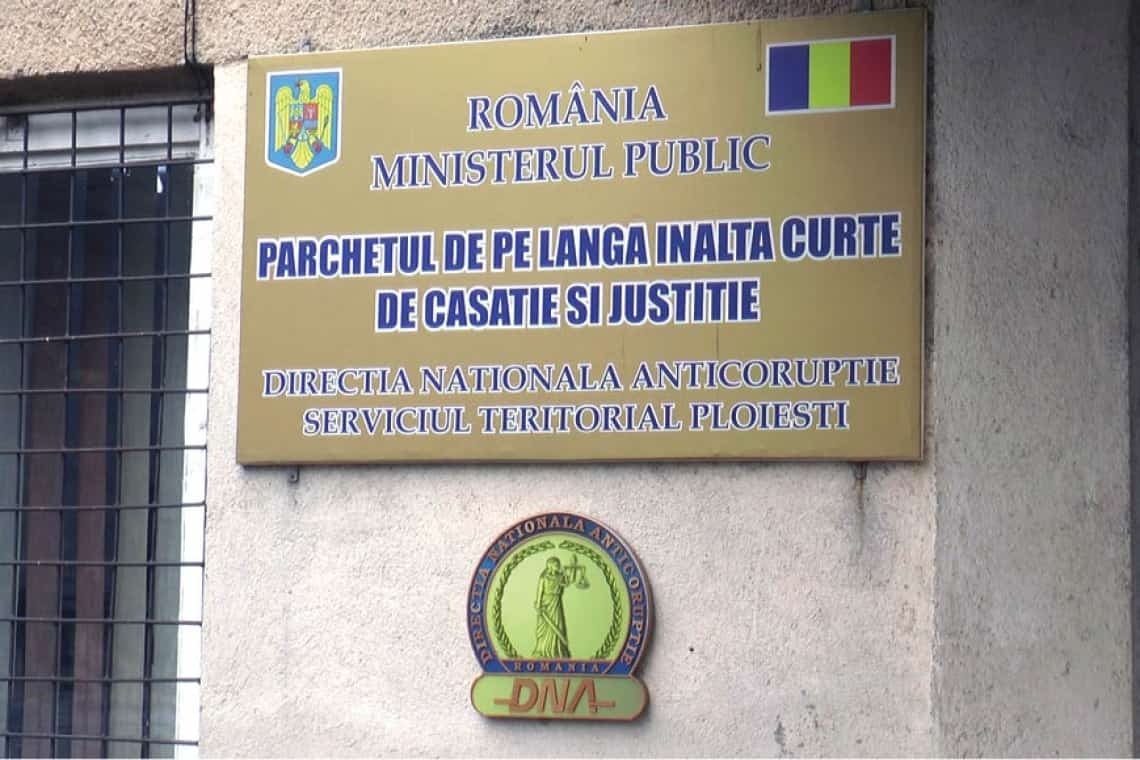 ROMÂNIA
MINISTERUL PUBLIC
PARCHETUL DE PE LANGA INALTA CURTE
DE CASATIE SI JUSTITIE
DIRECTIA NATIONALA ANTICORUPTIE
SERVICIUL TERITORIAL PLOIESTI
DIRECTIA NATIONALA ANTICORUPTIE
ROMANIA
DNA